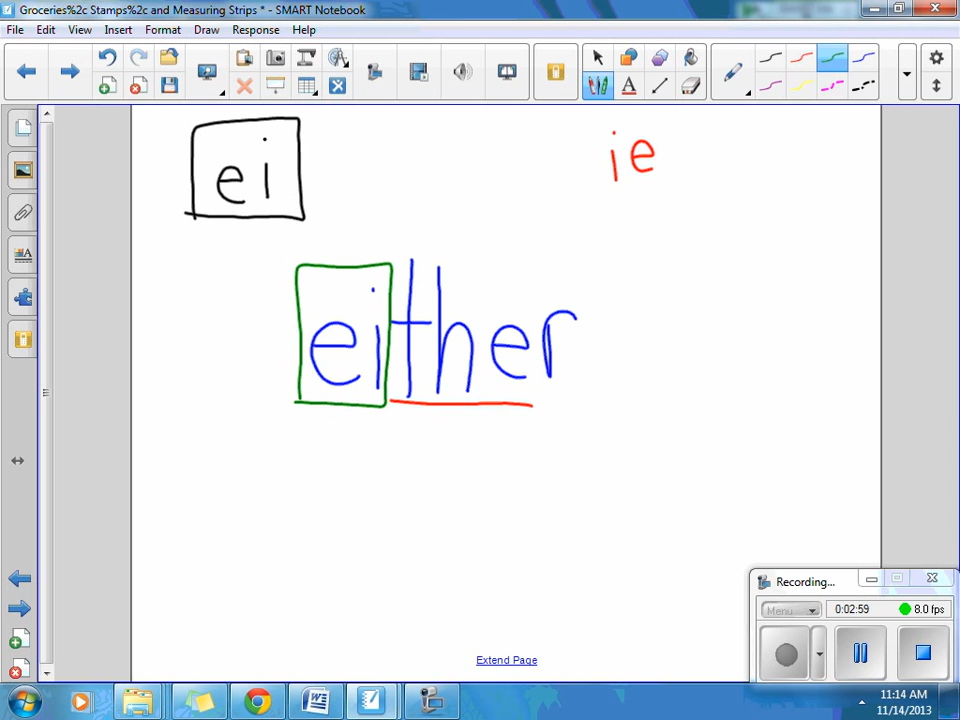 Groceries%2c Stamps%2c and Measuring Strips * - SMART Notebook
File Edit View Insert Format Draw Response Help
ei
ie
either
Extend Page
Recording...
Menu
0:02:59
8.0 fps
11:14 AM
11/14/2013